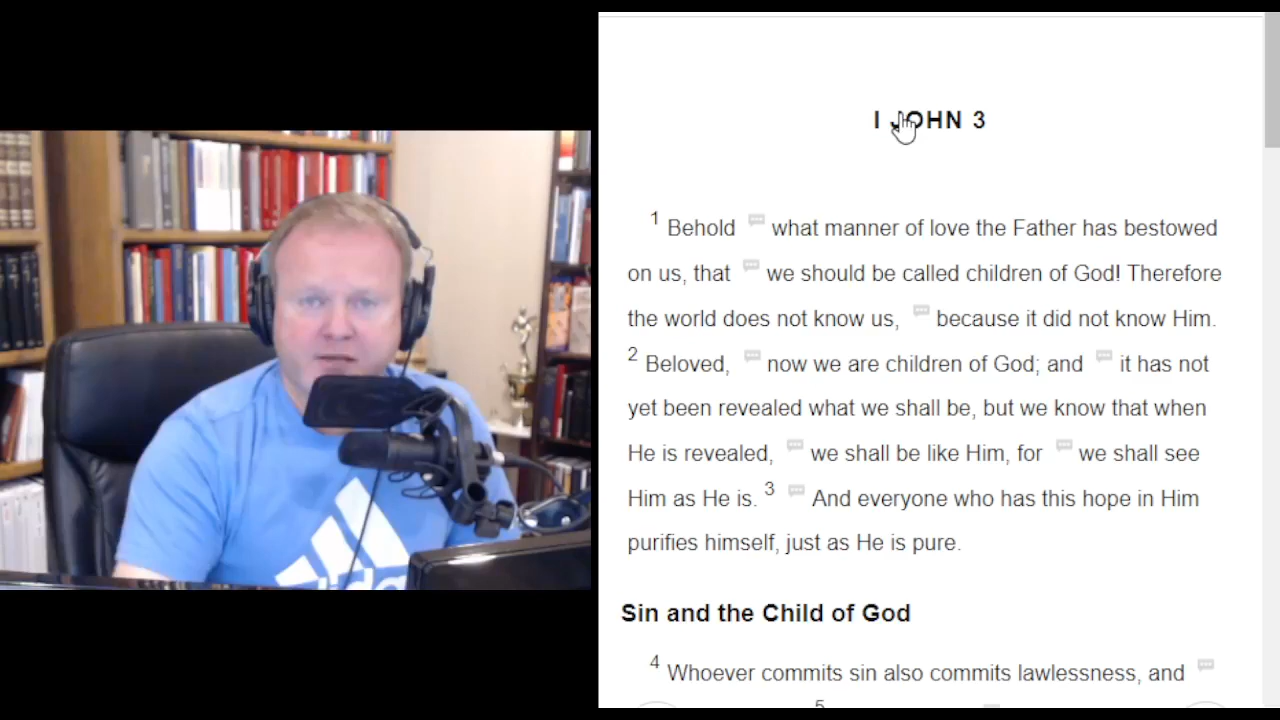 I JOHN 3
1 Behold what manner of love the Father has bestowed
on us, that we should be called children of God! Therefore
the world does not know us, because it did not know Him.
2 Beloved, now we are children of God; and it has not
yet been revealed what we shall be, but we know that when
He is revealed, we shall be like Him, for we shall see
Him as He is. 3 And everyone who has this hope in Him
purifies himself, just as He is pure.
Sin and the Child of God
4 Whoever commits sin also commits lawlessness, and
5